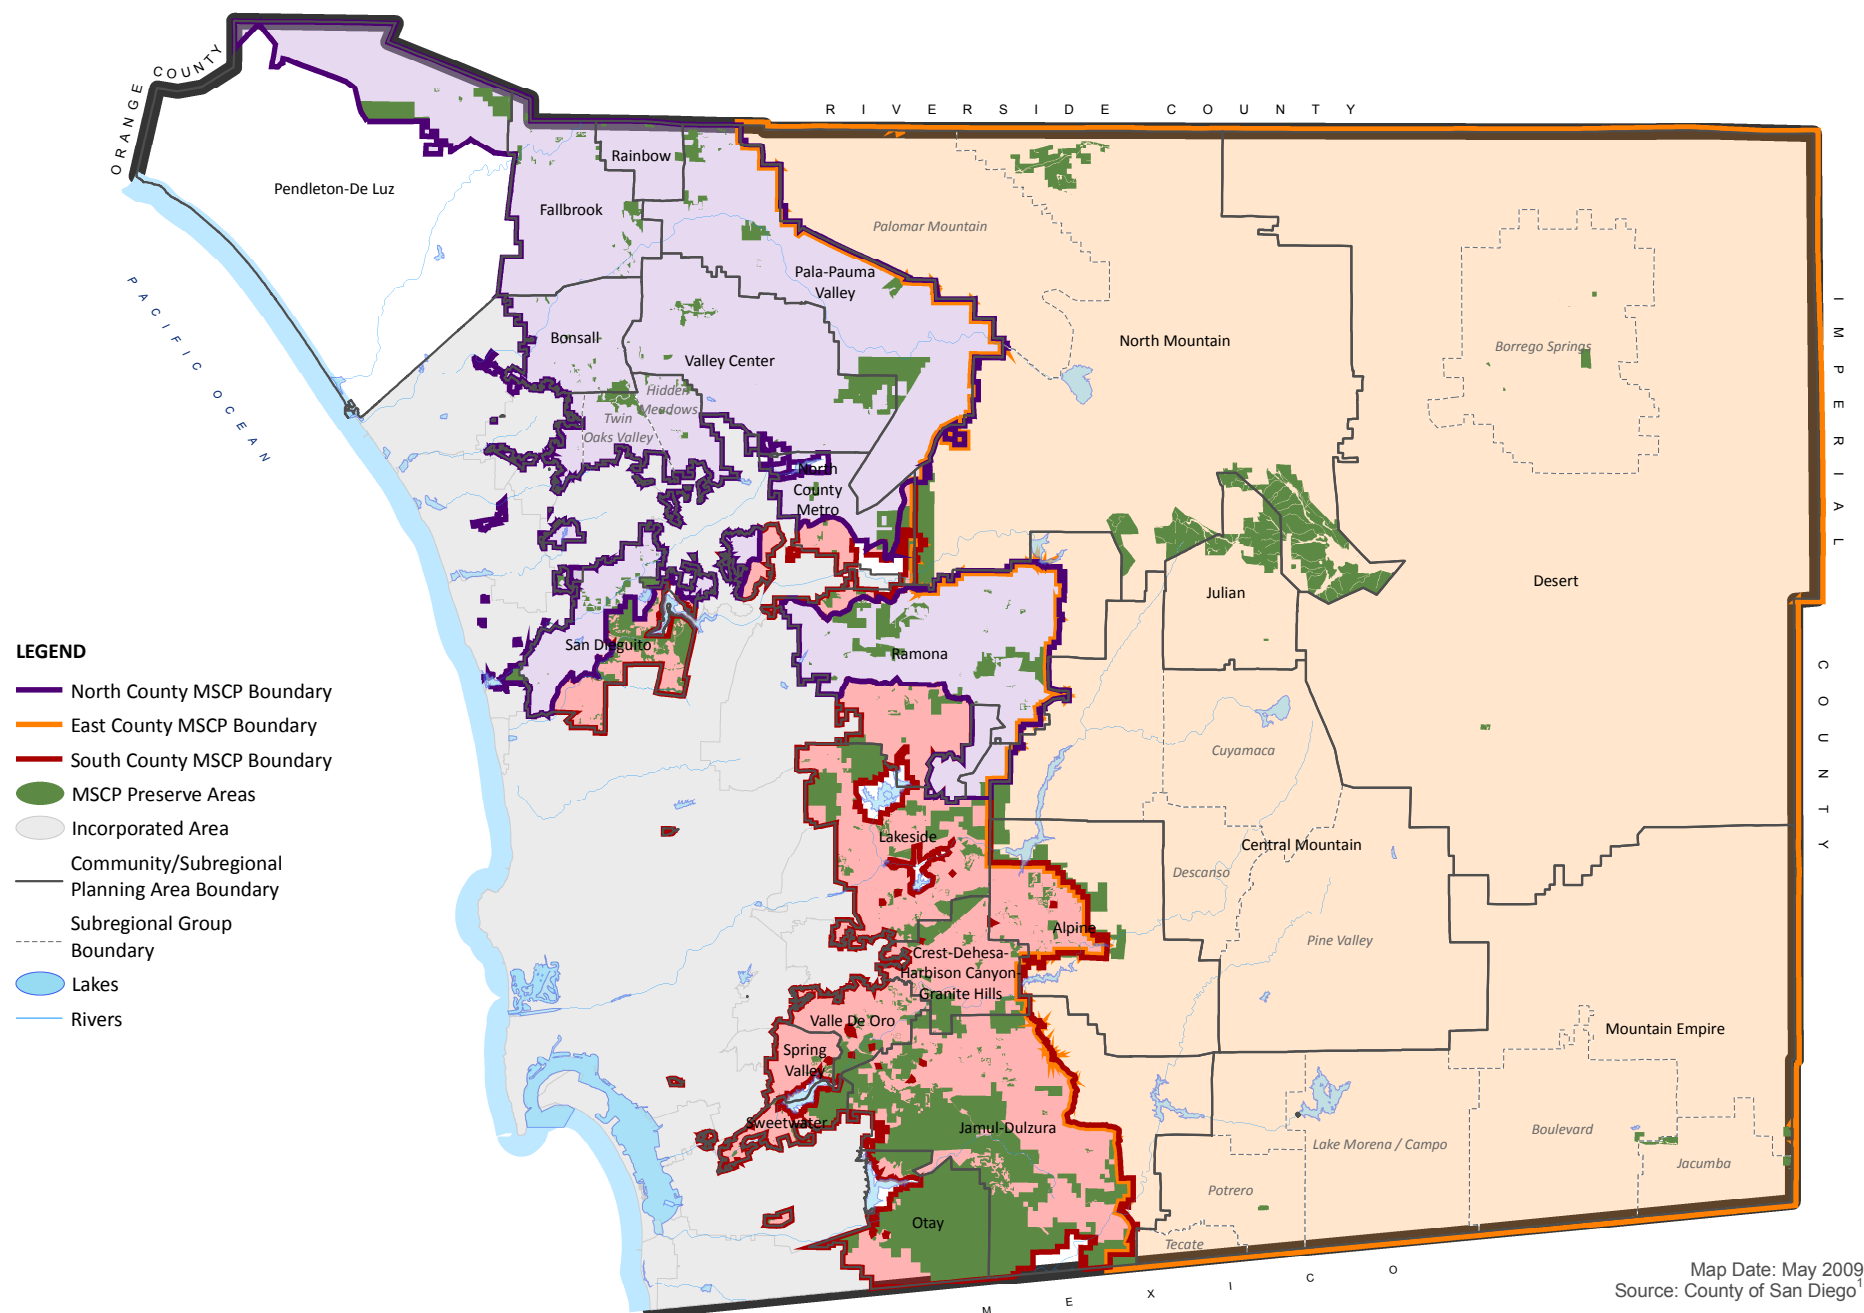 ORANGE COUNTY
RIVERSIDE COUNTY
Rainbow
Pendleton-De Luz
Fallbrook
Palomar Mountain
Pala-Pauma
Valley
PACIFIC OCEAN
IMPERIAL COUNTY
Bonsall
North Mountain
Borrego Springs
Valley Center
Hidden
Meadows
Twin
Oaks Valley
North
County
Metro
Desert
Julian
San Dieguito
Ramona
LEGEND
North County MSCP Boundary
East County MSCP Boundary
South County MSCP Boundary
MSCP Preserve Areas
Incorporated Area
Community/Subregional
Planning Area Boundary
Subregional Group
Boundary
Lakes
Rivers
Cuyamaca
Lakeside
Central Mountain
Descanso
Alpine
Pine Valley
Crest-Dehesa-
Harbison Canyon-
Granite Hills
Valle De Oro
Mountain Empire
Spring
Valley
Sweetwater
Jamul-Dulzura
Lake Morena / Campo
Boulevard
Jacumba
Potrero
Otay
Tecate
MEXICO
Map Date: May 2009
Source: County of San Diego1